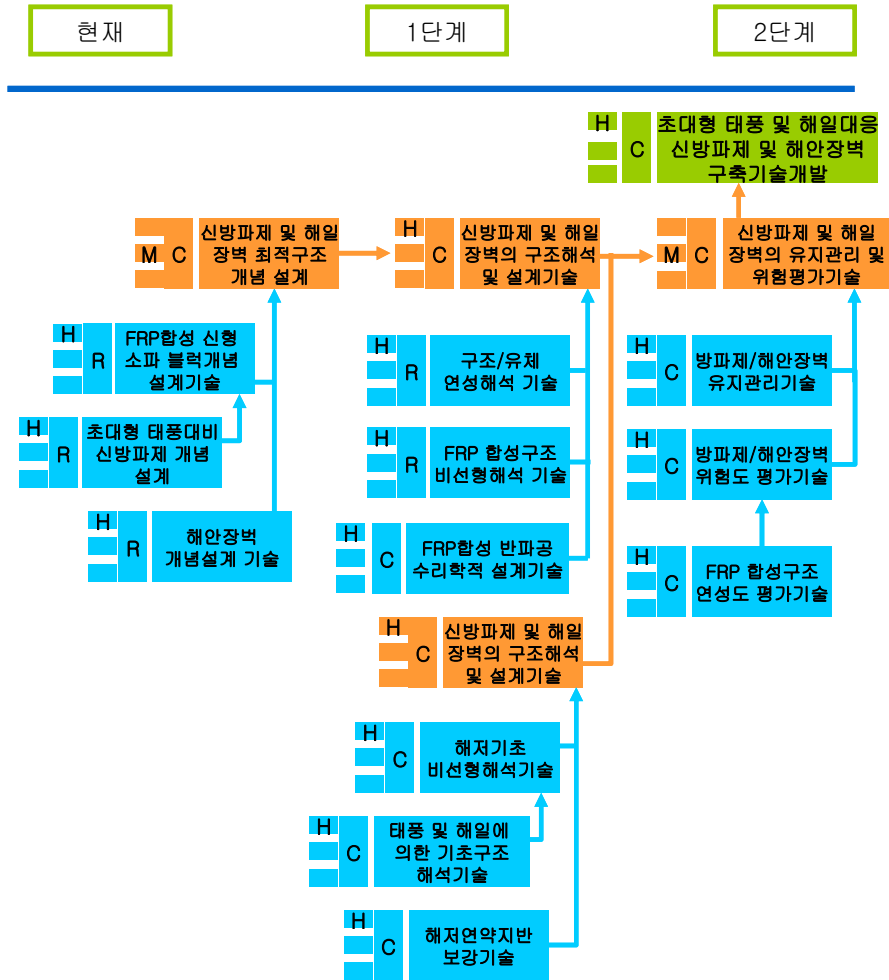 현재
1단계
2단계
H
C
초대형 태풍 및 해일대응
신방파제 및 해안장벽
구축기술개발
M
C
신방파제 및 해일
장벽 최적구조
개념 설계
H
C
신방파제 및 해일
장벽의 구조해석
및 설계기술
M
C
신방파제 및 해일
장벽의 유지관리 및
위험평가기술
H
R
FRP합성 신형
소파 블럭개념
설계기술
H
R
구조/유체
연성해석 기술
H
C
방파제/해안장벽
유지관리기술
H
R
초대형 태풍대비
신방파제 개념
설계
H
R
FRP 합성구조
비선형해석 기술
H
C
방파제/해안장벽
위험도 평가기술
H
R
해안장벅
개념설계 기술
H
C
FRP합성 반파공
수리학적 설계기술
H
C
FRP 합성구조
연성도 평가기술
H
C
신방파제 및 해일
장벽의 구조해석
및 설계기술
H
C
해저기초
비선형해석기술
H
C
태풍 및 해일에
의한 기초구조
해석기술
H
C
해저연약지반
보강기술